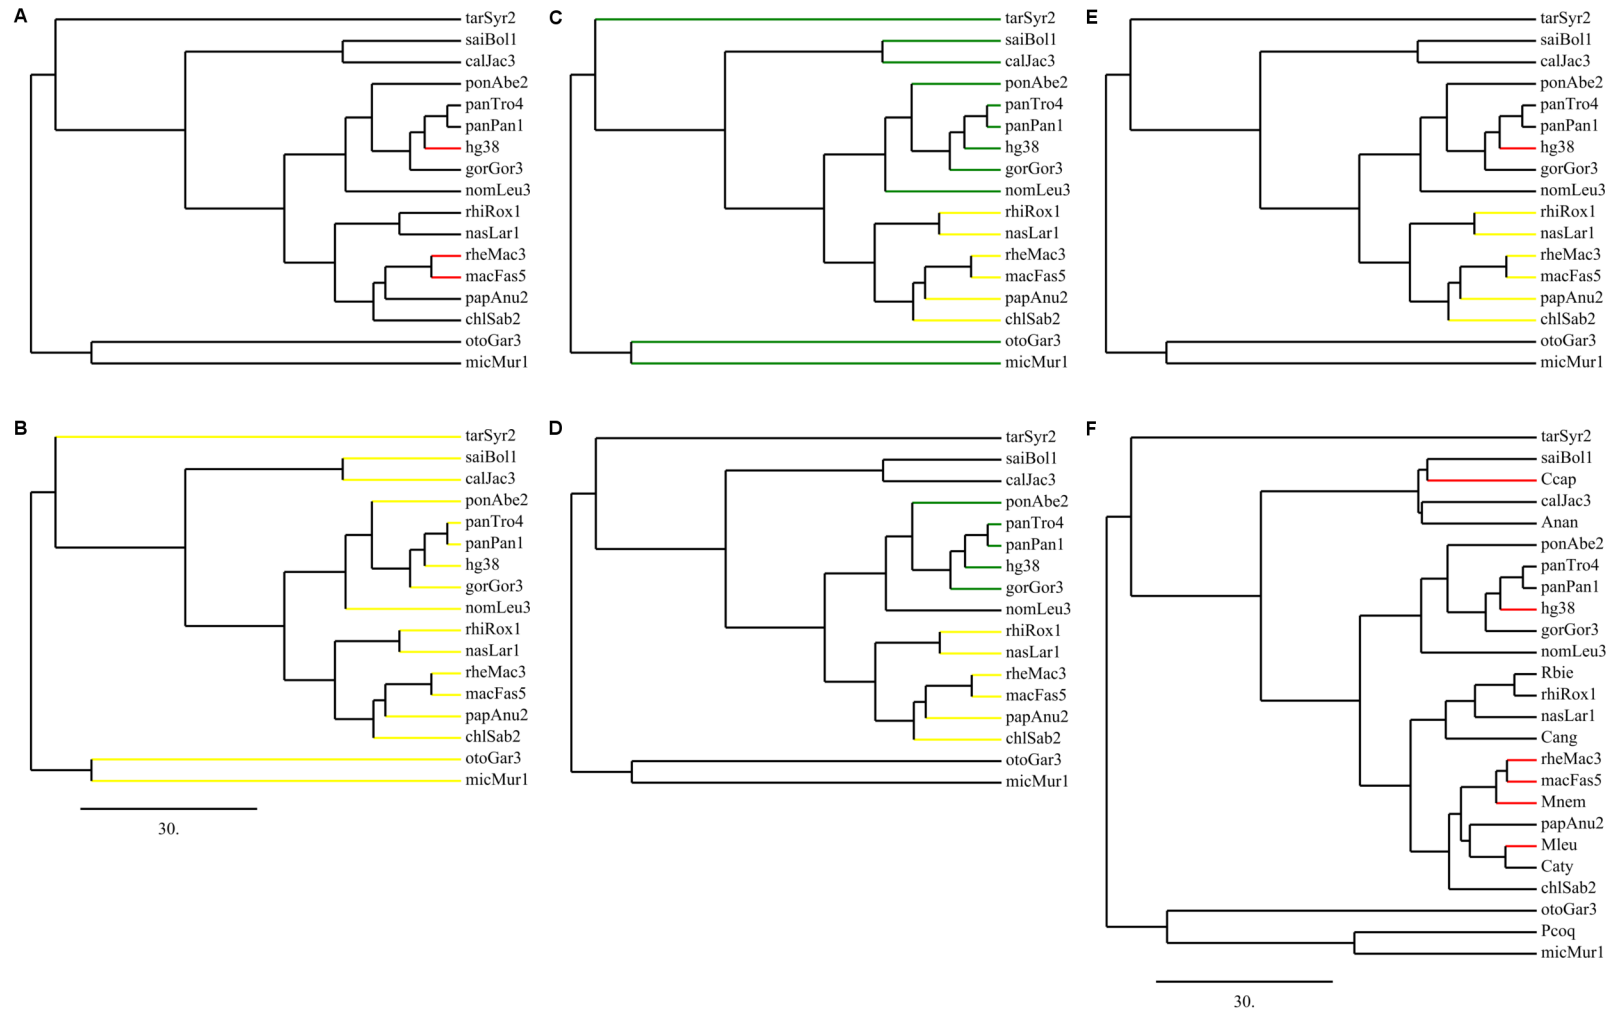 A
tarSyr2
saiBol1
calJac3
ponAbe2
panTro4
panPan1
hg38
gorGor3
nomLeu3
rhiRox1
nasLar1
rheMac3
macFas5
papAnu2
chlSab2
otoGar3
micMur1
B
tarSyr2
saiBol1
calJac3
ponAbe2
panTro4
panPan1
hg38
gorGor3
nomLeu3
rhiRox1
nasLar1
rheMac3
macFas5
papAnu2
chlSab2
otoGar3
micMur1
30.
C
tarSyr2
saiBol1
calJac3
ponAbe2
panTro4
panPan1
hg38
gorGor3
nomLeu3
rhiRox1
nasLar1
rheMac3
macFas5
papAnu2
chlSab2
otoGar3
micMur1
D
tarSyr2
saiBol1
calJac3
ponAbe2
panTro4
panPan1
hg38
gorGor3
nomLeu3
rhiRox1
nasLar1
rheMac3
macFas5
papAnu2
chlSab2
otoGar3
micMur1
E
tarSyr2
saiBol1
calJac3
ponAbe2
panTro4
panPan1
hg38
gorGor3
nomLeu3
rhiRox1
nasLar1
rheMac3
macFas5
papAnu2
chlSab2
otoGar3
micMur1
F
tarSyr2
saiBol1
Ccap
calJac3
Anan
ponAbe2
panTro4
panPan1
hg38
gorGor3
nomLeu3
Rbie
rhiRox1
nasLar1
Cang
rheMac3
macFas5
Mnem
papAnu2
Mleu
Caty
chlSab2
otoGar3
Pcoq
micMur1
30.